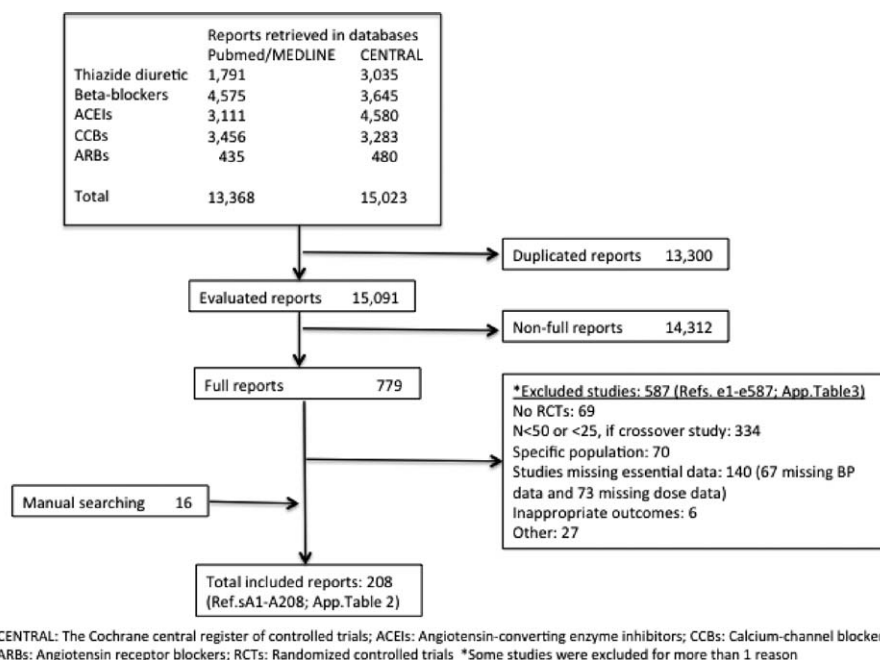 Reports retrieved in databases
Pubmed/MEDLINE CENTRAL
Thiazide diuretic 1,791 3,035
Beta-blockers 4,575 3,645
ACEIs 3,111 4,580
CCBs 3,456 3,283
ARBs 435 480
Total 13,368 15,023
Duplicated reports 13,300
Evaluated reports 15,091
Non-full reports 14,312
Full reports 779
*Excluded studies: 587 (Refs. e1-e587; App.Table3)
No RCTs: 69
N<50 or <25, if crossover study: 334
Specific population: 70
Studies missing essential data: 140 (67 missing BP
data and 73 missing dose data)
Inappropriate outcomes: 6
Other: 27
Manual searching 16
Total included reports: 208
(Ref.sA1-A208; App.Table 2)
CENTRAL: The Cochrane central register of controlled trials; ACEIs: Angiotensin-converting enzyme inhibitors; CCBs: Calcium-channel blocker
ARBs: Angiotensin receptor blockers; RCTs: Randomized controlled trials *Some studies were excluded for more than 1 reason